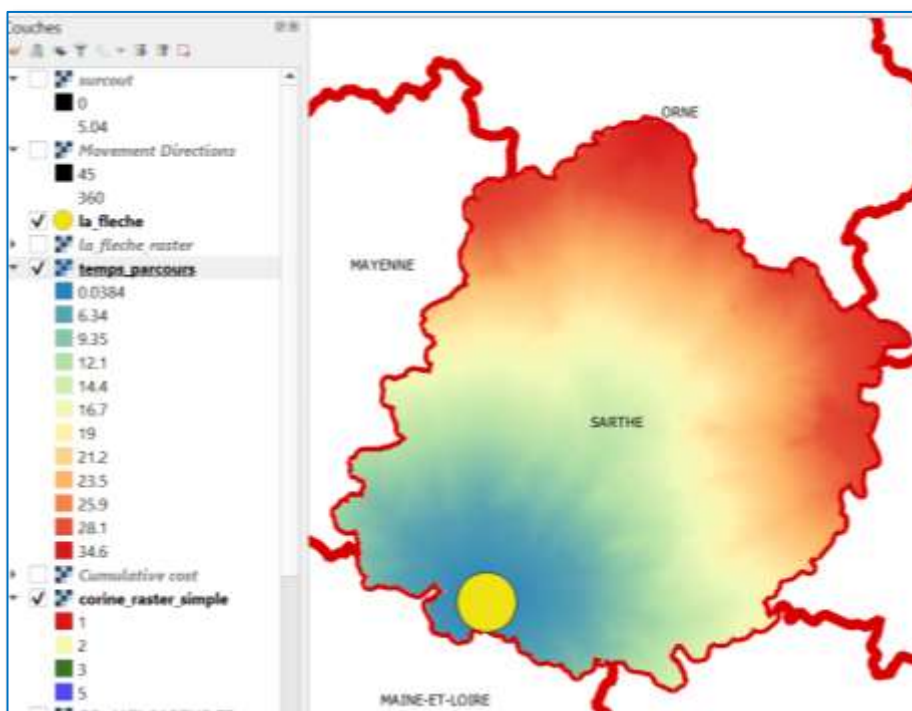 Couches
surcout
0
5.04
Movement Directions
45
360
la_fleche
la_fleche raster
temps_parcours
0.0384
6.34
9.35
12.1
14.4
16.7
19
21.2
23.5
25.9
28.1
34.6
Cumulative cost
corine_raster_simple
1
2
3
5
ORNE
MAYENNE
SARTHE
MAINE-ET-LOIRE